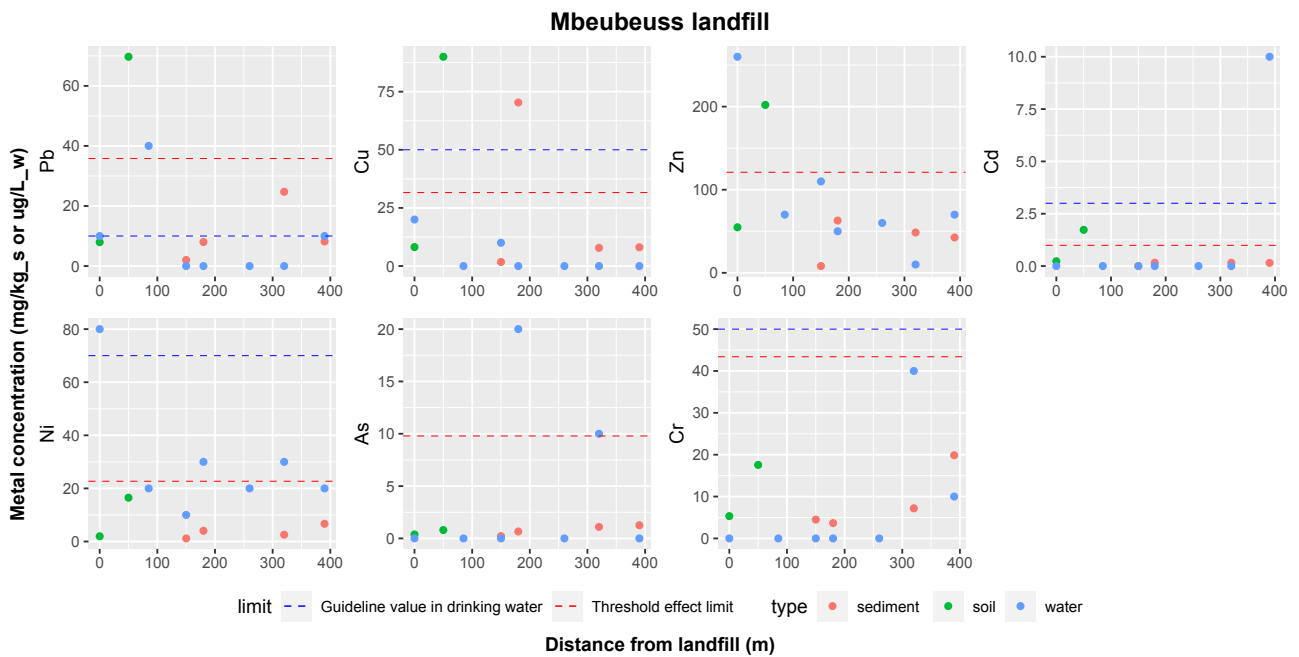 Mbeubeuss landfill
Metal concentration (mg/kg_s or ug/L_w)
Pb
60
40
20
0
0 100 200 300 400
Cu
75
50
25
0
0 100 200 300 400
Zn
200
100
0
0 100 200 300 400
Cd
10.0
7.5
5.0
2.5
0.0
0 100 200 300 400
Ni
80
60
40
20
0
0 100 200 300 400
As
20
15
10
5
0
0 100 200 300 400
Cr
50
40
30
20
10
0
0 100 200 300 400
limit Guideline value in drinking water Threshold effect limit type sediment soil water
Distance from landfill (m)